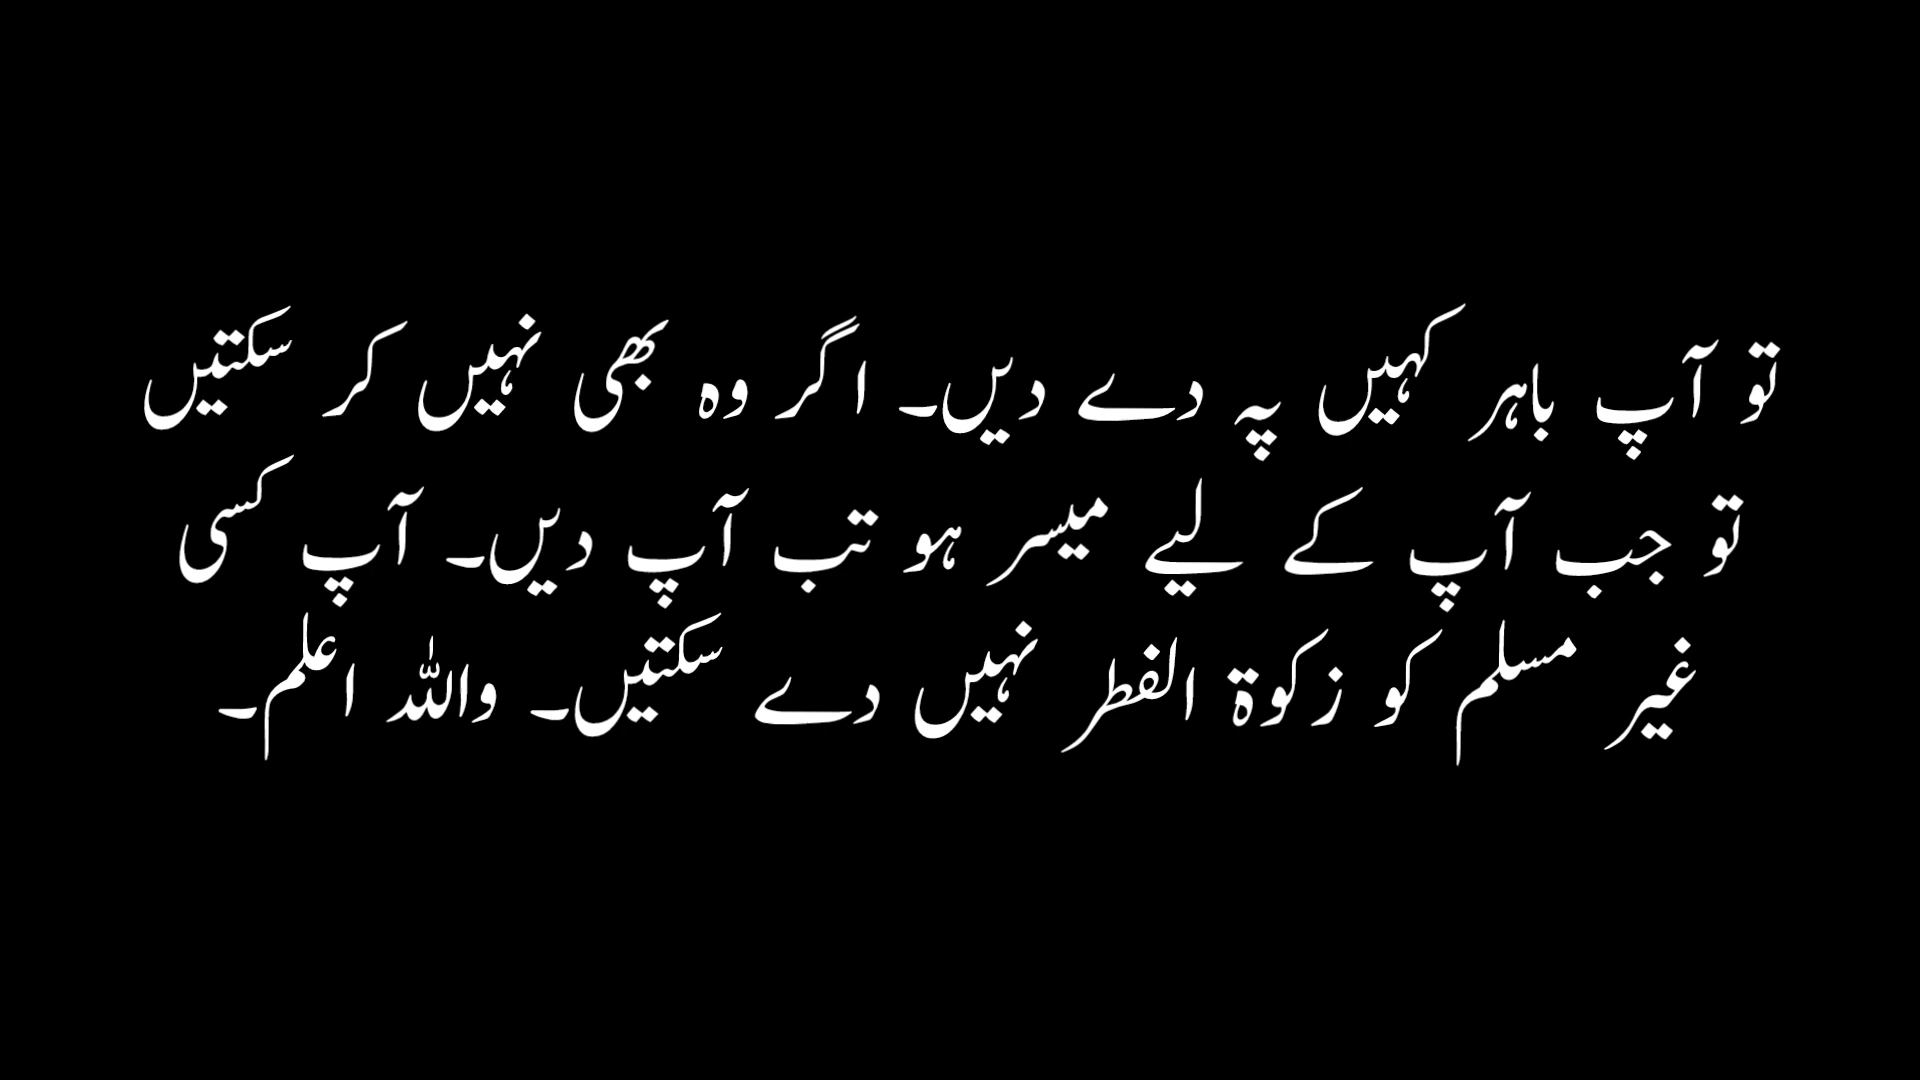 تو آپ باہر کہیں پہ دے دیں۔ اگر وہ بھی نہیں کر سکتیں
تو جب آپ کے لیے میسر ہو تب آپ دیں۔ آپ کسی
غیر مسلم کو زکوۃ الفطر نہیں دے سکتیں۔ واللہ اعلم۔